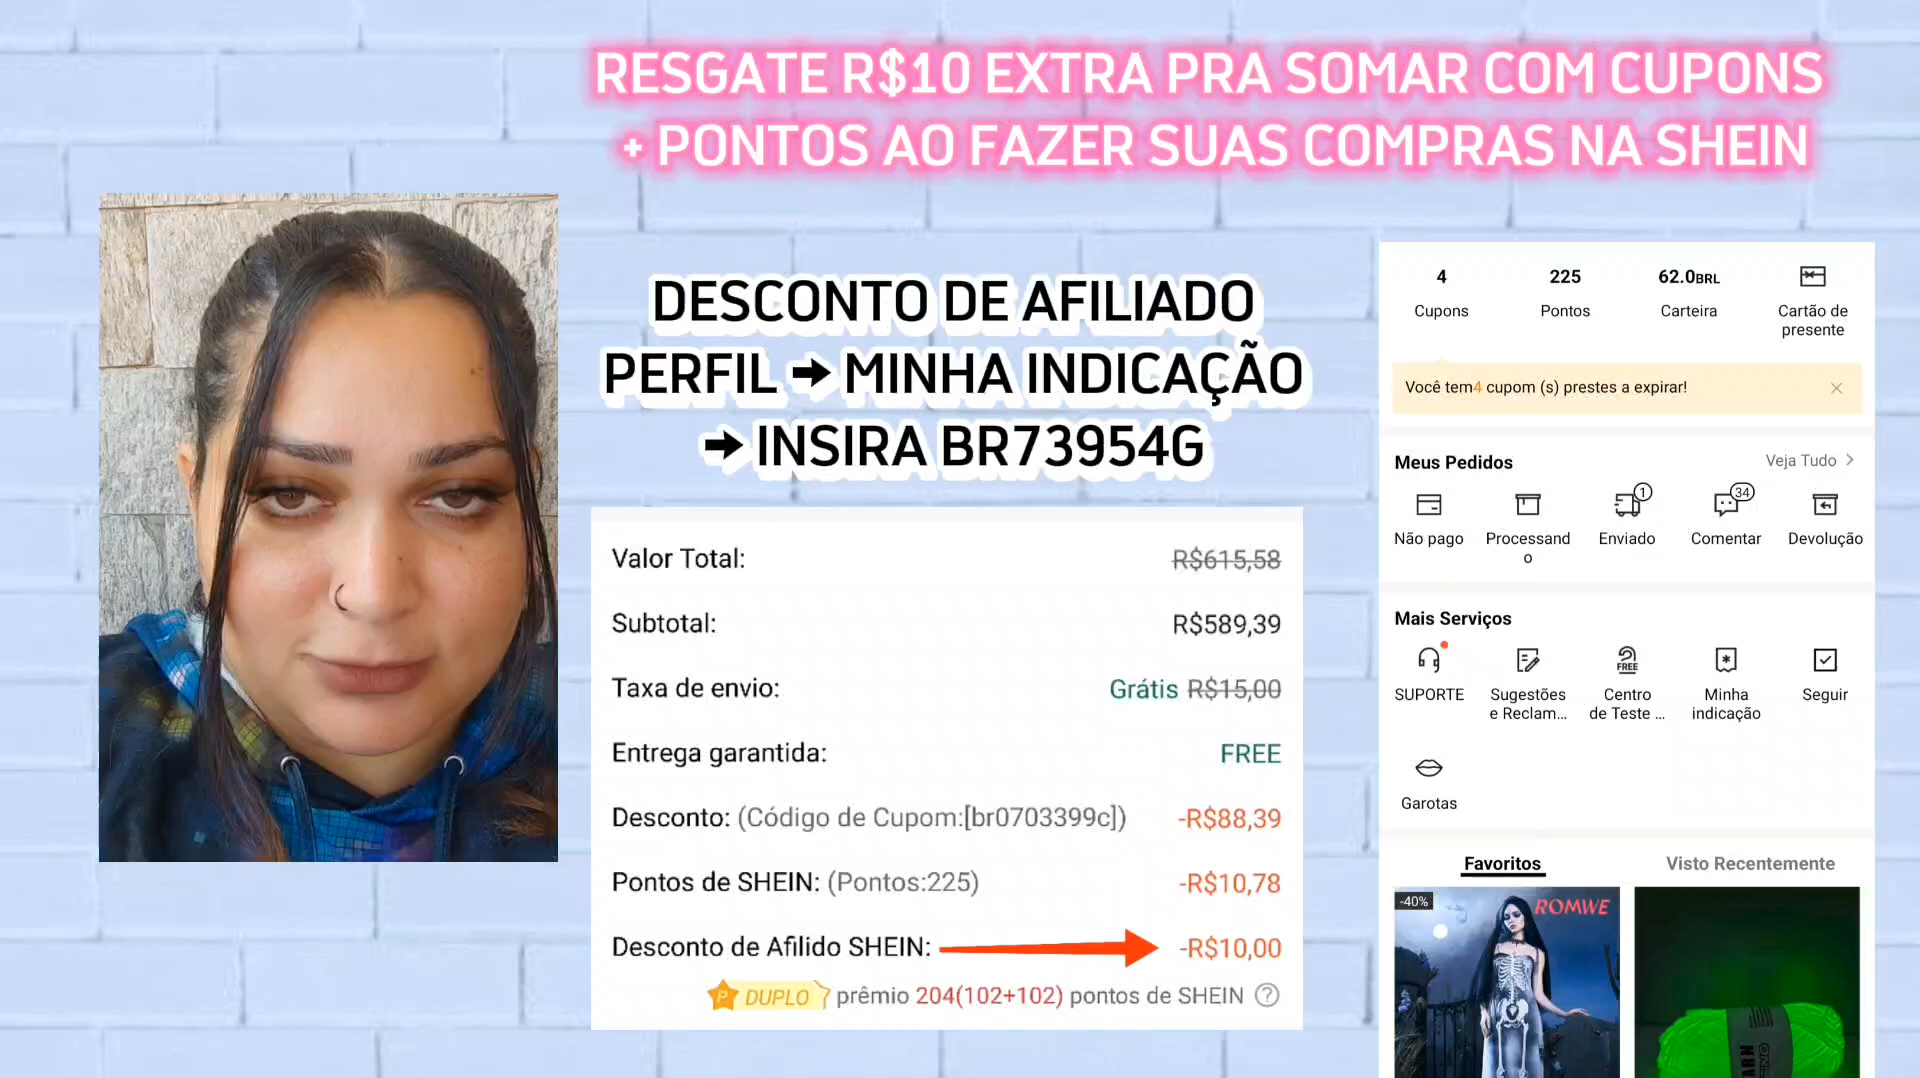 RESGATE R$10 EXTRA PRA SOMAR COM CUPONS
+ PONTOS AO FAZER SUAS COMPRAS NA SHEIN
DESCONTO DE AFILIADO
PERFIL → MINHA INDICAÇÃO
→ INSIRA BR73954G
Valor Total: R$615,58
Subtotal: R$589,39
Taxa de envio: Grátis R$15,00
Entrega garantida: FREE
Desconto: (Código de Cupom:[br0703399c]) -R$88,39
Pontos de SHEIN: (Pontos:225) -R$10,78
Desconto de Afilido SHEIN: -R$10,00
P DUPLO prêmio 204(102+102) pontos de SHEIN ?
4 225 62.0BRL
Cupons Pontos Carteira Cartão de
presente
Você tem4 cupom (s) prestes a expirar!
Meus Pedidos Veja Tudo >
1 34
Não pago Processand Enviado Comentar Devolução
o
Mais Serviços
FREE
SUPORTE Sugestões Centro Minha Seguir
e Reclam... de Teste ... indicação
Garotas
Favoritos Visto Recentemente
-40% ROMWE